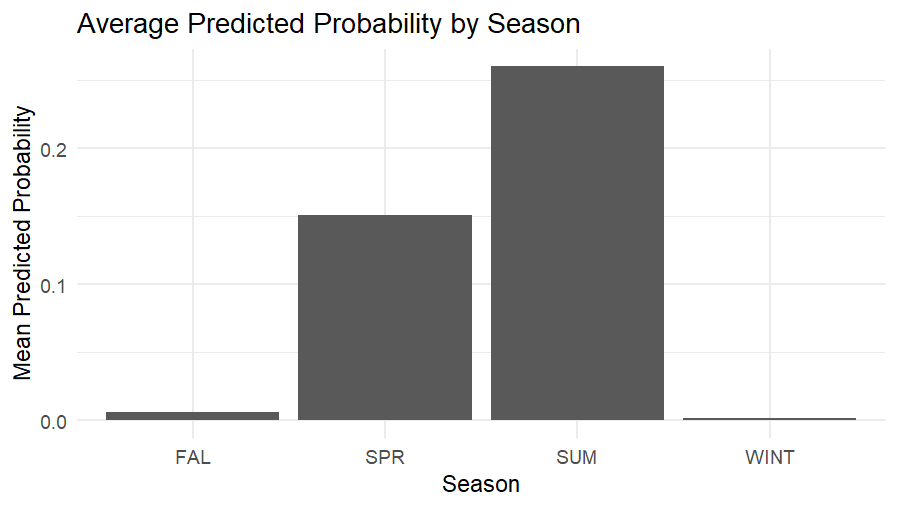 Average Predicted Probability by Season
Mean Predicted Probability
0.2
0.1
0.0
FAL
SPR
SUM
WINT
Season